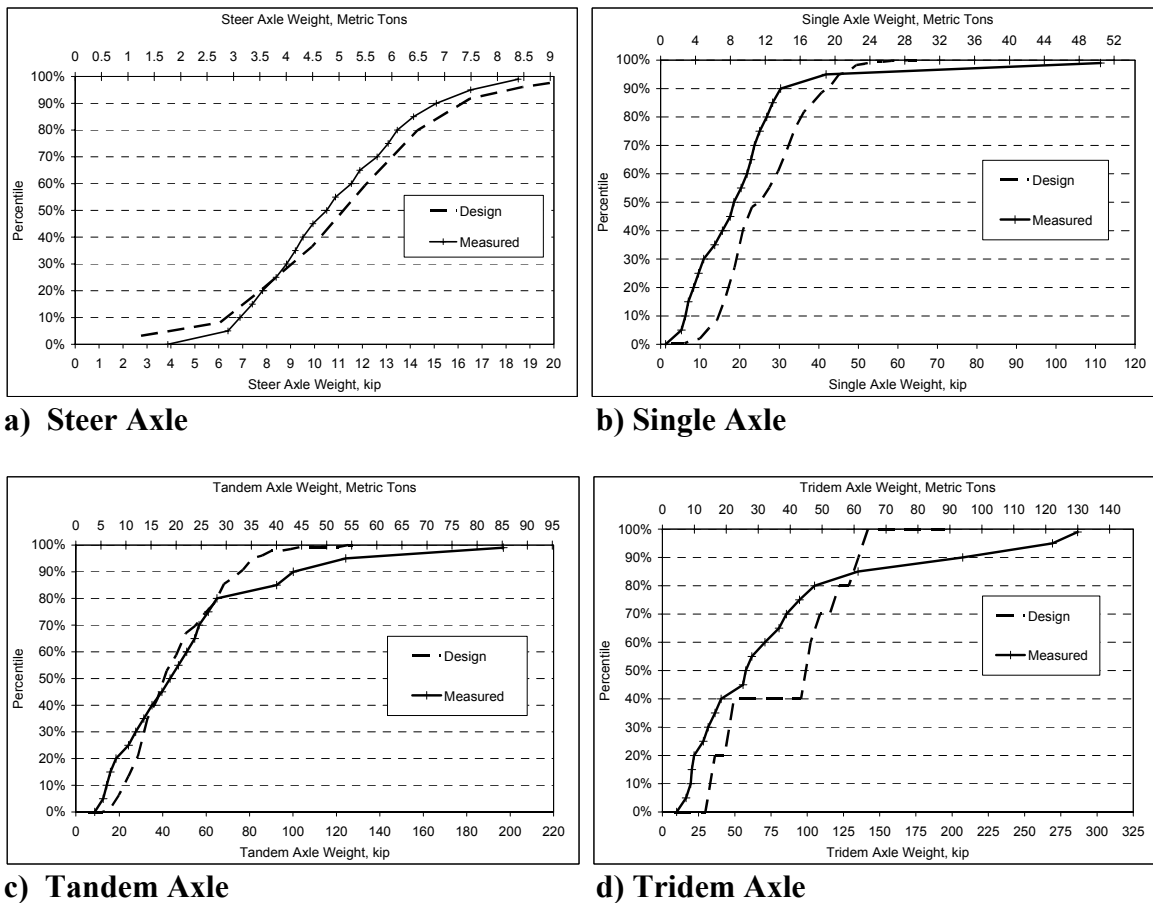 Steer Axle Weight, Metric Tons
0 0.5 1 1.5 2 2.5 3 3.5 4 4.5 5 5.5 6 6.5 7 7.5 8 8.5 9
100%
90%
80%
70%
60%
50%
40%
30%
20%
10%
0%
Percentile
Design
Measured
0 1 2 3 4 5 6 7 8 9 10 11 12 13 14 15 16 17 18 19 20
Steer Axle Weight, kip
a) Steer Axle
Single Axle Weight, Metric Tons
0 4 8 12 16 20 24 28 32 36 40 44 48 52
100%
90%
80%
70%
60%
50%
40%
30%
20%
10%
0%
Percentile
Design
Measured
0 10 20 30 40 50 60 70 80 90 100 110 120
Single Axle Weight, kip
b) Single Axle
Tandem Axle Weight, Metric Tons
0 5 10 15 20 25 30 35 40 45 50 55 60 65 70 75 80 85 90 95
100%
90%
80%
70%
60%
50%
40%
30%
20%
10%
0%
Percentile
Design
Measured
0 20 40 60 80 100 120 140 160 180 200 220
Tandem Axle Weight, kip
c) Tandem Axle
Tridem Axle Weight, Metric Tons
0 10 20 30 40 50 60 70 80 90 100 110 120 130 140
100%
90%
80%
70%
60%
50%
40%
30%
20%
10%
0%
Percentile
Design
Measured
0 25 50 75 100 125 150 175 200 225 250 275 300 325
Tridem Axle Weight, kip
d) Tridem Axle